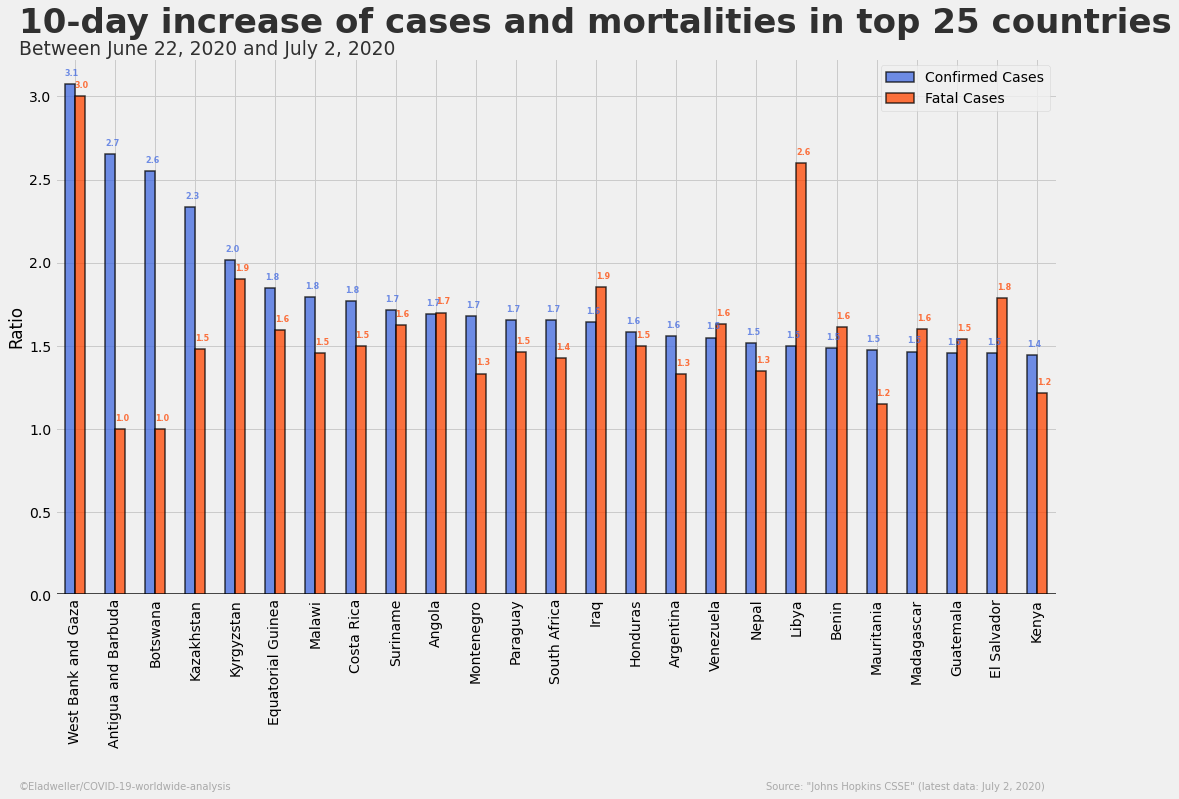 10-day increase of cases and mortalities in top 25 countries
Between June 22, 2020 and July 2, 2020
Confirmed Cases
Fatal Cases
Ratio
3.0
2.5
2.0
1.5
1.0
0.5
0.0
3.1 3.0
2.7 1.0
2.6 1.0
2.3 1.5
2.0 1.9
1.8 1.6
1.8 1.5
1.8 1.5
1.7 1.6
1.7 1.7
1.7 1.3
1.7 1.5
1.7 1.4
1.9
1.6 1.5
1.6 1.3
1.6
1.5 1.3
2.6
1.6
1.5 1.2
1.6
1.5
1.8
1.4 1.2
West Bank and Gaza
Antigua and Barbuda
Botswana
Kazakhstan
Kyrgyzstan
Equatorial Guinea
Malawi
Costa Rica
Suriname
Angola
Montenegro
Paraguay
South Africa
Iraq
Honduras
Argentina
Venezuela
Nepal
Libya
Benin
Mauritania
Madagascar
Guatemala
El Salvador
Kenya
©Eladweller/COVID-19-worldwide-analysis
Source: "Johns Hopkins CSSE" (latest data: July 2, 2020)